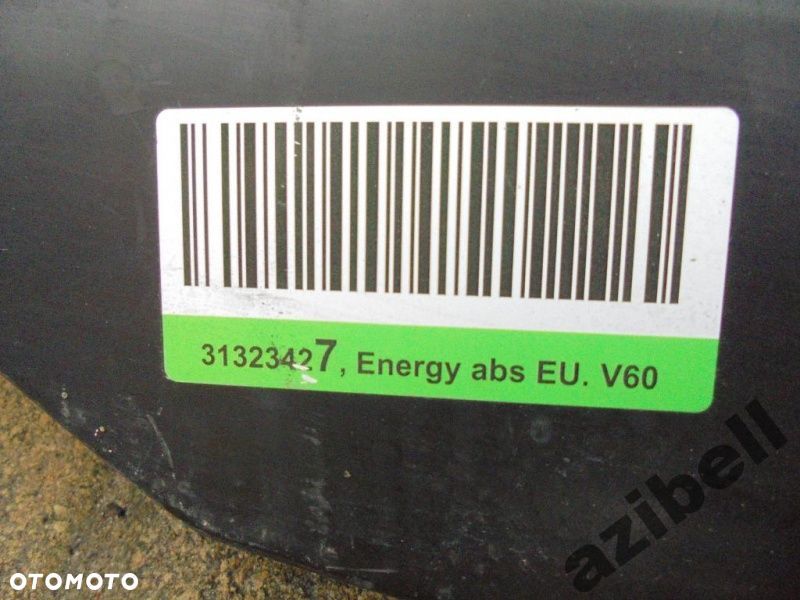 31323427, Energy abs EU. V60
azibell
OTOMOTO